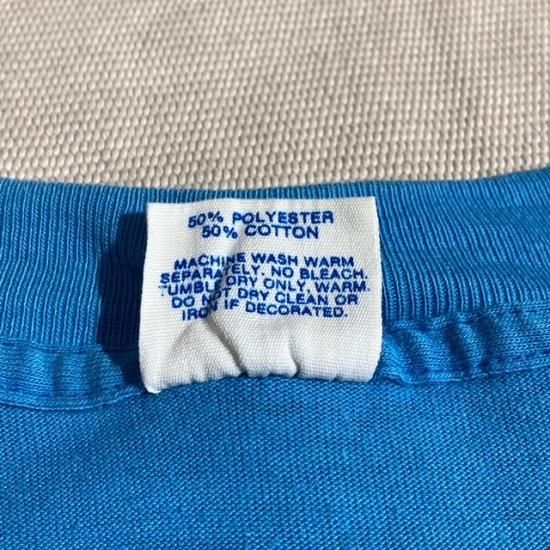 50% POLYESTER
50% COTTON
MACHINE WASH WARM
SEPARATELY. NO BLEACH.
TUMBLE DRY ONLY, WARM.
DO NOT DRY CLEAN OR
IRON IF DECORATED.